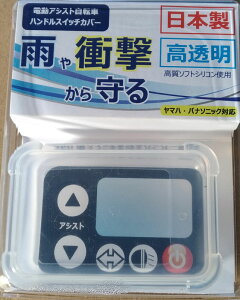 電動アシスト自転車
ハンドルスイッチカバー
日本製
雨や衝撃
から守る
高透明
高質ソフトシリコン使用
ヤマハ・パナソニック対応
アシスト